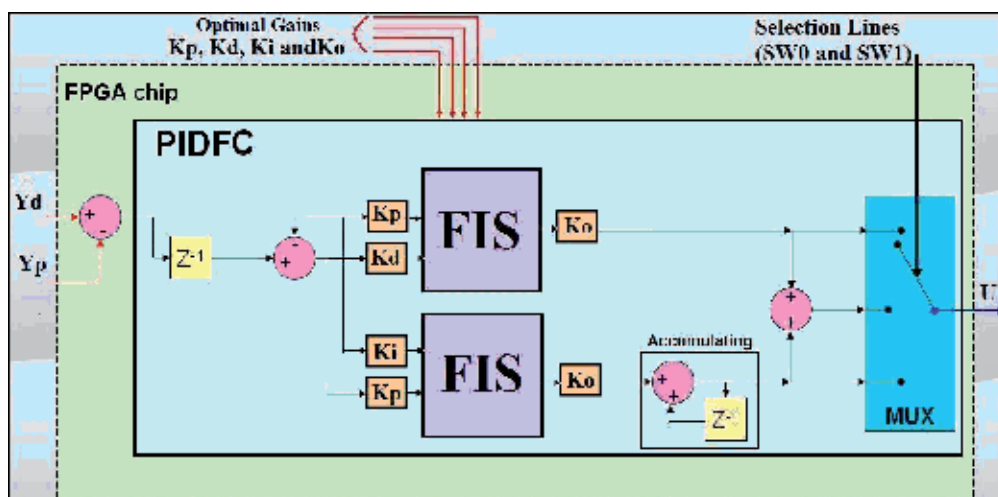 Optimal Gains
Kp, Kd, Ki andKo
Selection Lines
(SW0 and SW1)
FPGA chip
PIDFC
Yd
+
-
Yp
Z-1
-
+
Kp
Kd
FIS
Ko
Ki
Kp
FIS
Ko
Accumulating
+
+
+
+
MUX
U